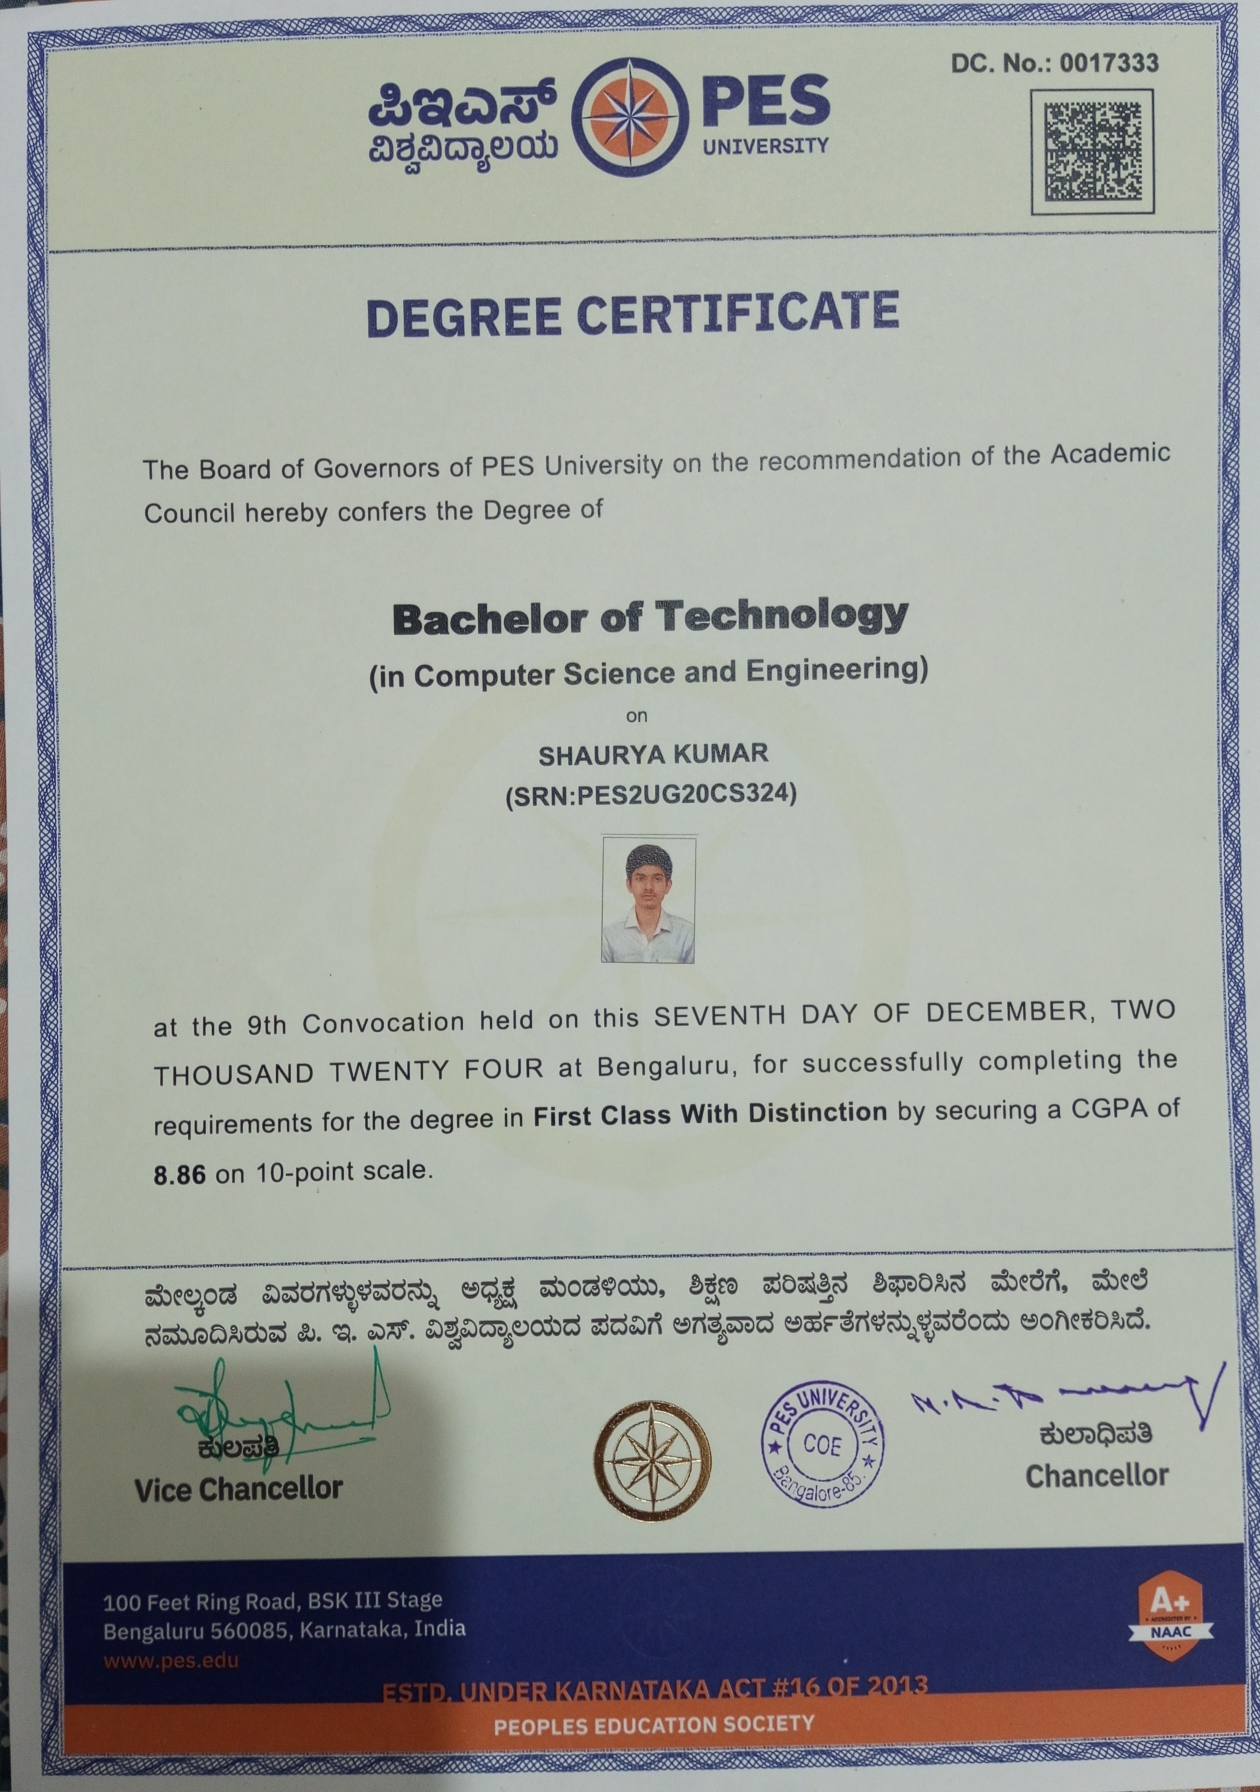 DC. No.: 0017333
ಪಿಇಎಸ್
ವಿಶ್ವವಿದ್ಯಾಲಯ
PES
UNIVERSITY
DEGREE CERTIFICATE
The Board of Governors of PES University on the recommendation of the Academic
Council hereby confers the Degree of
Bachelor of Technology
(in Computer Science and Engineering)
on
SHAURYA KUMAR
(SRN:PES2UG20CS324)
at the 9th Convocation held on this SEVENTH DAY OF DECEMBER, TWO
THOUSAND TWENTY FOUR at Bengaluru, for successfully completing the
requirements for the degree in First Class With Distinction by securing a CGPA of
8.86 on 10-point scale.
ಮೇಲ್ಕಂಡ ವಿವರಗಳ್ಳುಳವರನ್ನು ಅಧ್ಯಕ್ಷ ಮಂಡಳಿಯು, ಶಿಕ್ಷಣ ಪರಿಷತ್ತಿನ ಶಿಫಾರಿಸಿನ ಮೇರೆಗೆ, ಮೇಲೆ
ನಮೂದಿಸಿರುವ ಪಿ. ಇ. ಎಸ್. ವಿಶ್ವವಿದ್ಯಾಲಯದ ಪದವಿಗೆ ಅಗತ್ಯವಾದ ಅರ್ಹತೆಗಳನ್ನುಳ್ಳವರೆಂದು ಅಂಗೀಕರಿಸಿದೆ.
ಕುಲಪತಿ
Vice Chancellor
PES UNIVERSITY
COE
Bangalore-85.
ಕುಲಾಧಿಪತಿ
Chancellor
100 Feet Ring Road, BSK III Stage
Bengaluru 560085, Karnataka, India
www.pes.edu
A+
ACCREDITED BY
NAAC
ESTD. UNDER KARNATAKA ACT #16 OF 2013
PEOPLES EDUCATION SOCIETY